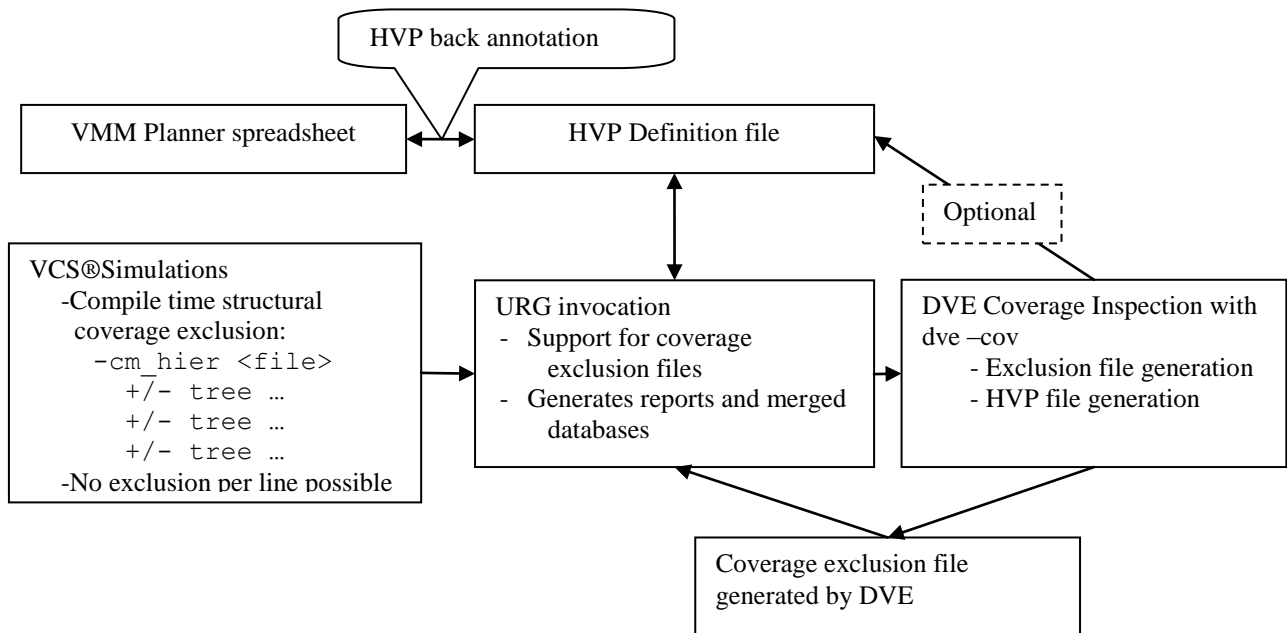 HVP back annotation
VMM Planner spreadsheet
HVP Definition file
Optional
VCS®Simulations
-Compile time structural
coverage exclusion:
-cm_hier <file>
+/- tree …
+/- tree …
+/- tree …
-No exclusion per line possible
URG invocation
- Support for coverage
exclusion files
- Generates reports and merged
databases
DVE Coverage Inspection with
dve –cov
- Exclusion file generation
- HVP file generation
Coverage exclusion file
generated by DVE